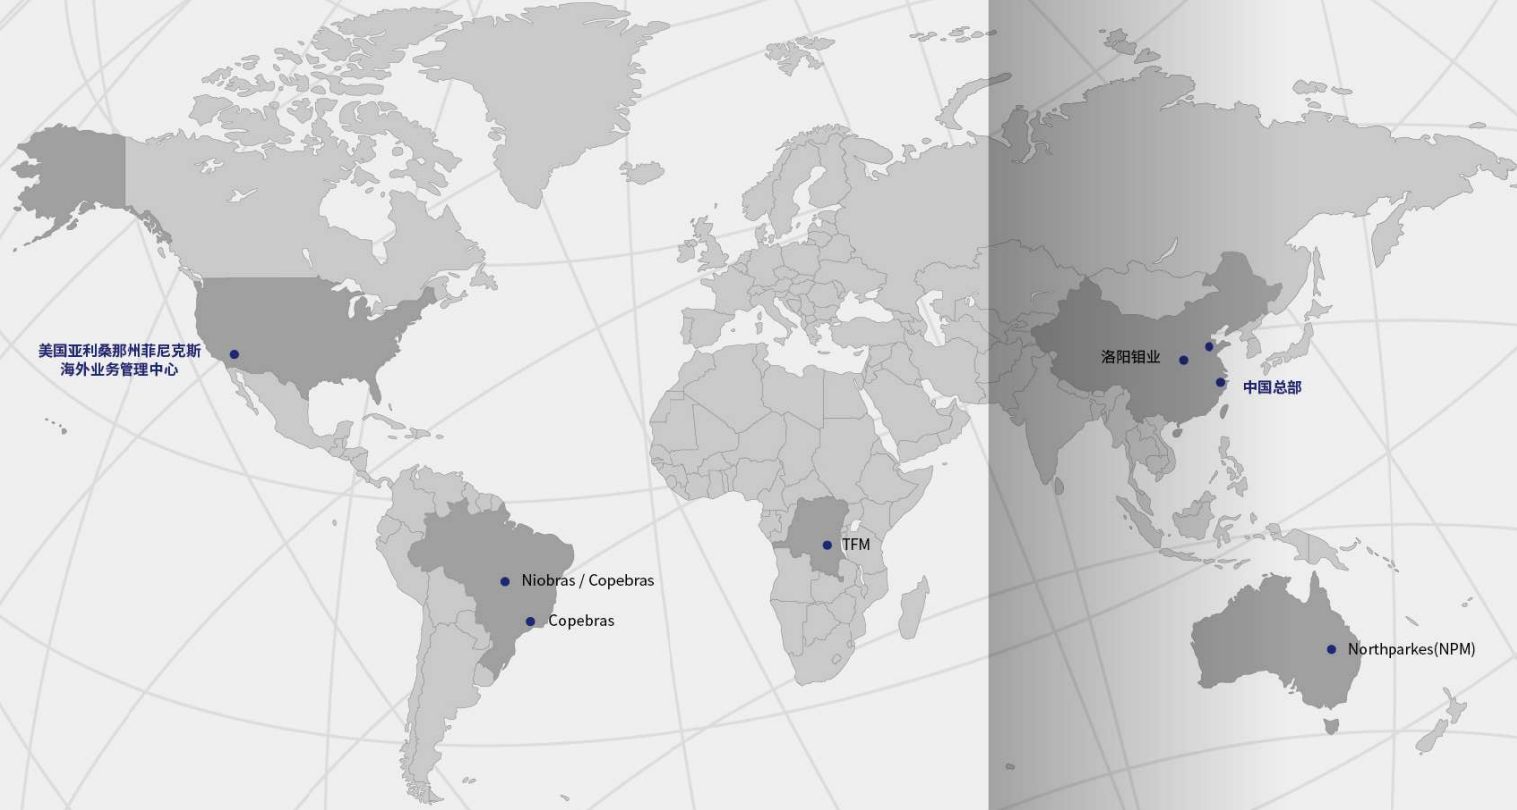 美国亚利桑那州菲尼克斯
海外业务管理中心
洛阳钼业
中国总部
TFM
Niobras / Copebras
Copebras
Northparkes(NPM)